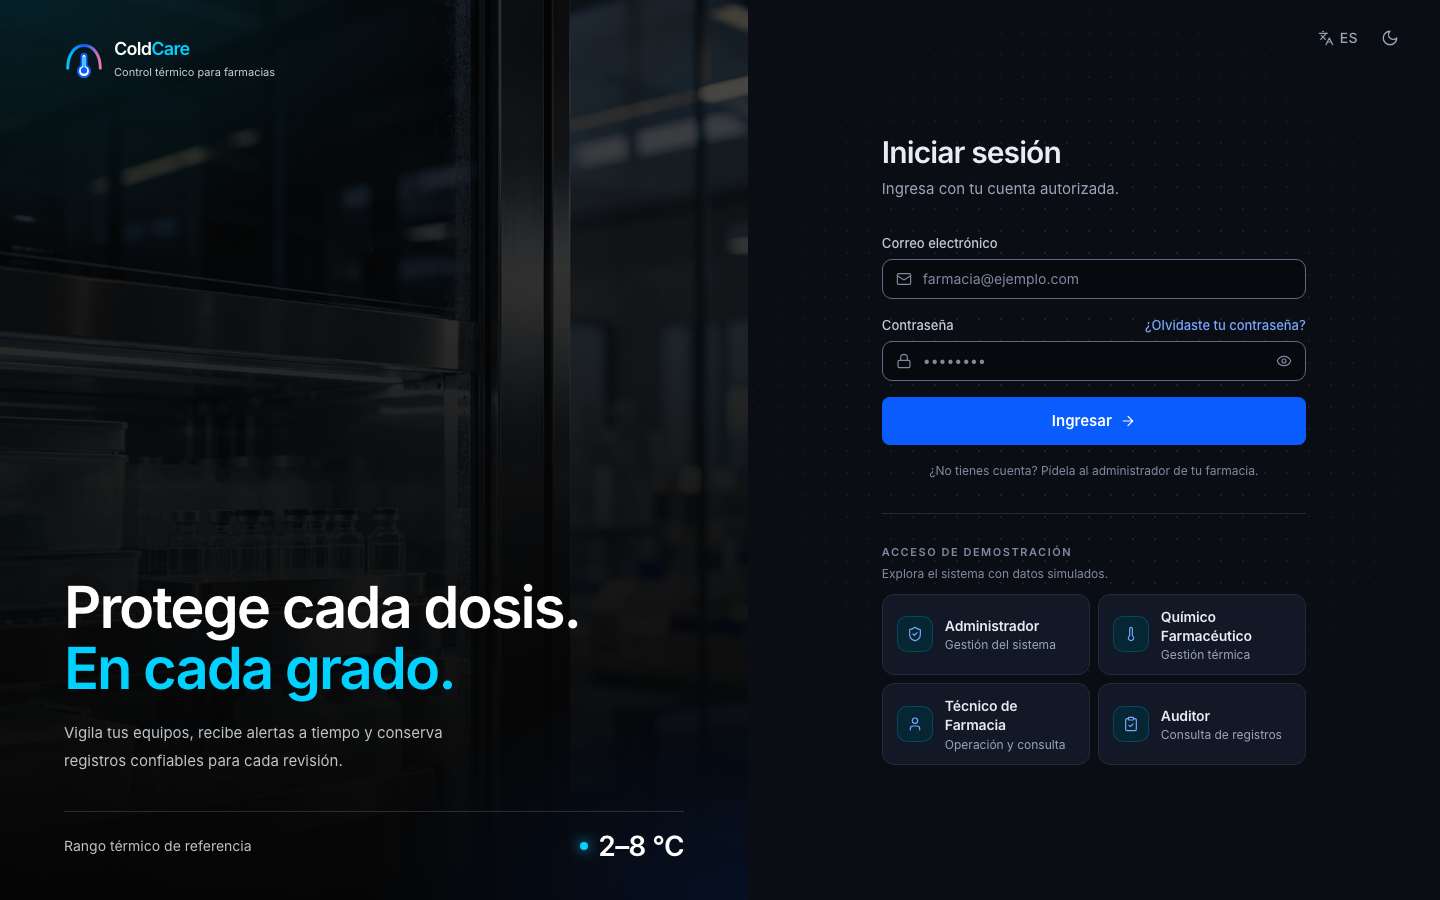 ColdCare
Control térmico para farmacias
Protege cada dosis.
En cada grado.
Vigila tus equipos, recibe alertas a tiempo y conserva
registros confiables para cada revisión.
Rango térmico de referencia
2–8 °C
ES
Iniciar sesión
Ingresa con tu cuenta autorizada.
Correo electrónico
farmacia@ejemplo.com
Contraseña
¿Olvidaste tu contraseña?
••••••••
Ingresar →
¿No tienes cuenta? Pídela al administrador de tu farmacia.
ACCESO DE DEMOSTRACIÓN
Explora el sistema con datos simulados.
Administrador
Gestión del sistema
Químico
Farmacéutico
Gestión térmica
Técnico de
Farmacia
Operación y consulta
Auditor
Consulta de registros